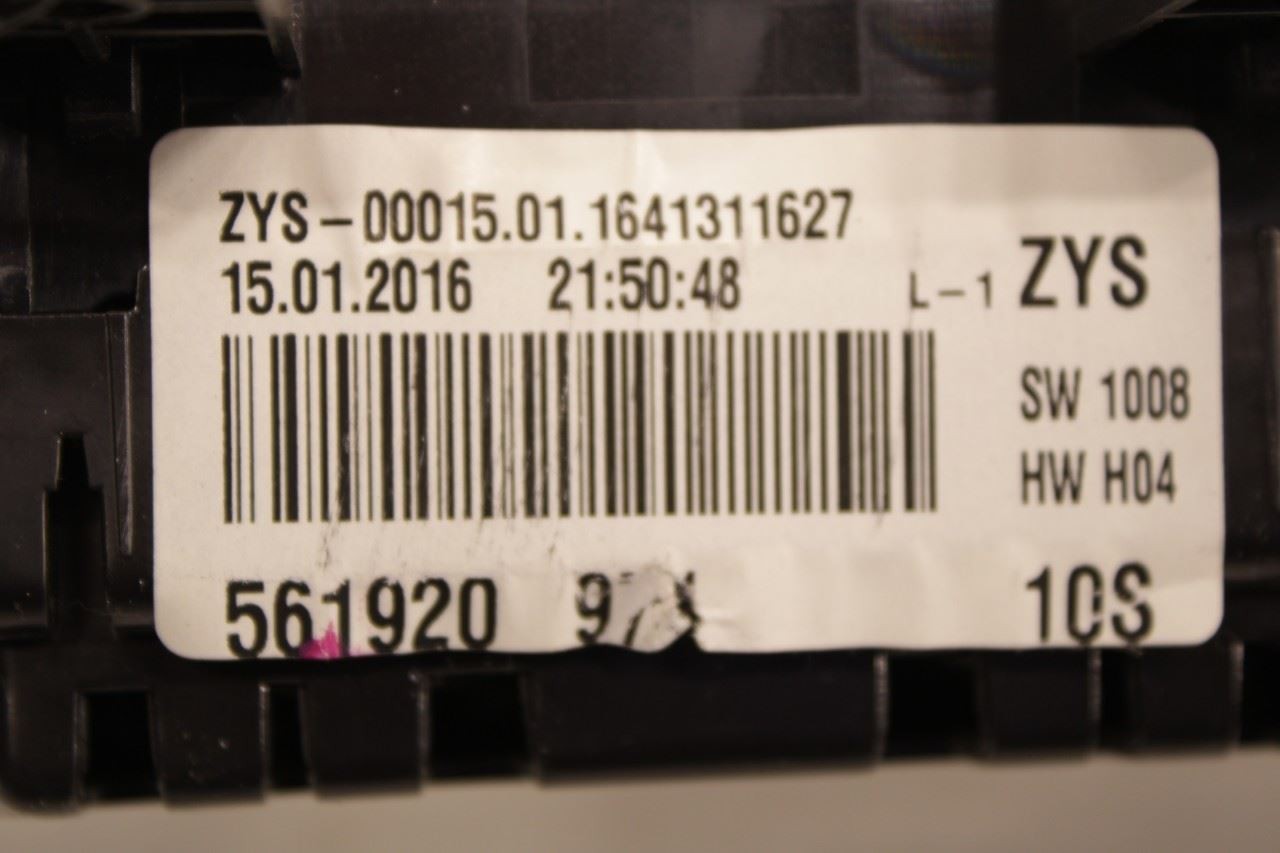 ZYS-00015.01.1641311627
15.01.2016 21:50:48 L-1 ZYS
SW 1008
HW H04
561920 10S